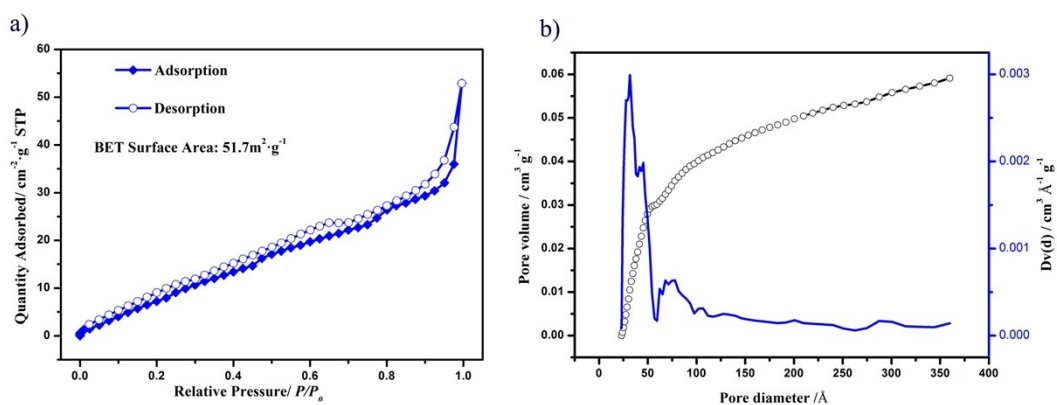 a)
60
50
40
30
20
10
0
Quantity Adsorbed/ cm⁻²·g⁻¹ STP
Adsorption
Desorption
BET Surface Area: 51.7m²·g⁻¹
0.0 0.2 0.4 0.6 0.8 1.0
Relative Pressure/ P/P₀
b)
0.06
0.05
0.04
0.03
0.02
0.01
0.00
Pore volume / cm³ g⁻¹
0.003
0.002
0.001
0.000
Dv(d) / cm³ Å⁻¹ g⁻¹
0 50 100 150 200 250 300 350 400
Pore diameter /Å